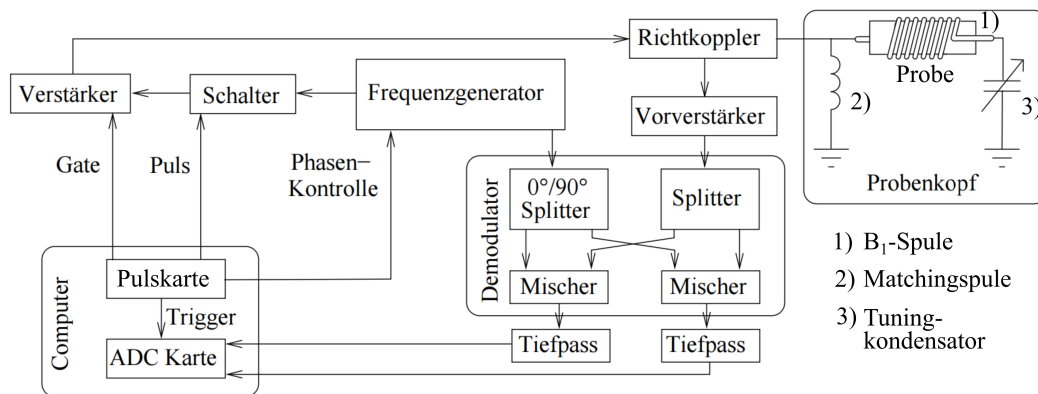 Richtkoppler
1)
Probe
2)
3)
Probenkopf
Verstärker
Schalter
Frequenzgenerator
Vorverstärker
Gate
Puls
Phasen−
Kontrolle
Demodulator
0°/90°
Splitter
Splitter
Mischer
Mischer
Computer
Pulskarte
Trigger
ADC Karte
Tiefpass
Tiefpass
1) B₁-Spule
2) Matchingspule
3) Tuning-
kondensator